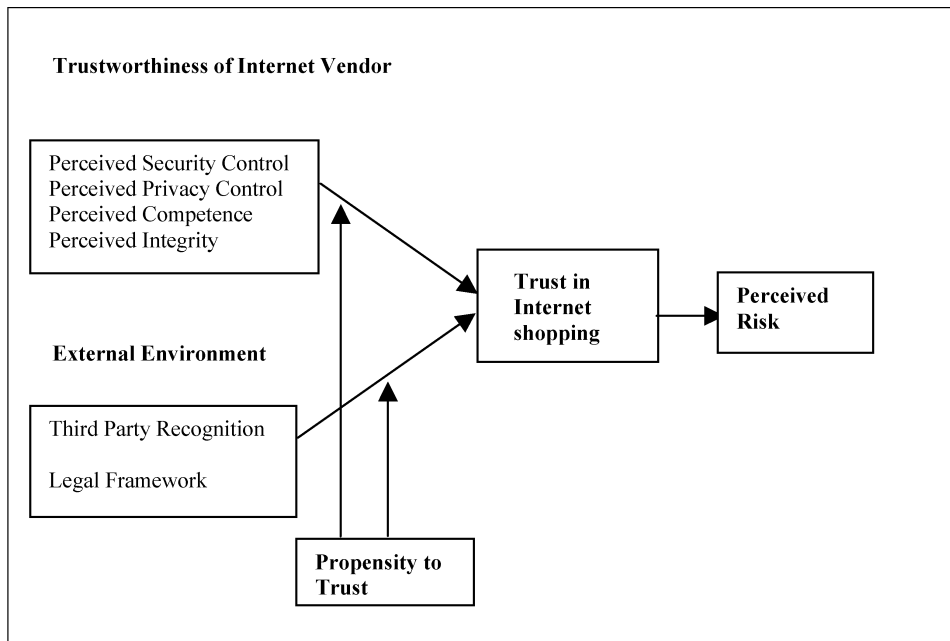 Trustworthiness of Internet Vendor
Perceived Security Control
Perceived Privacy Control
Perceived Competence
Perceived Integrity
Trust in
Internet
shopping
Perceived
Risk
External Environment
Third Party Recognition
Legal Framework
Propensity to
Trust